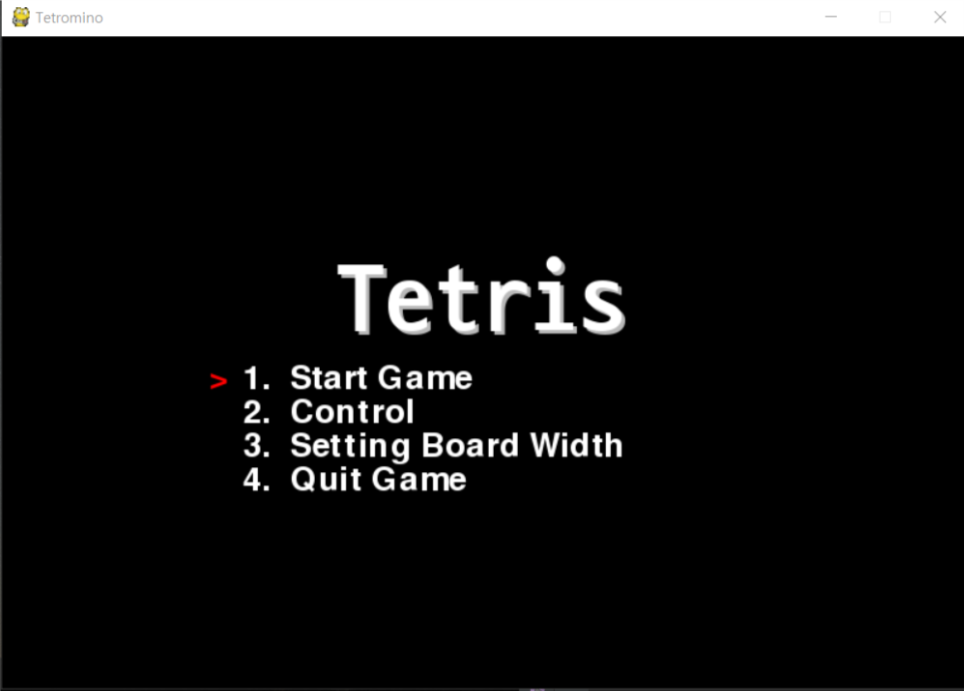 Tetromino
Tetris
> 1. Start Game
2. Control
3. Setting Board Width
4. Quit Game